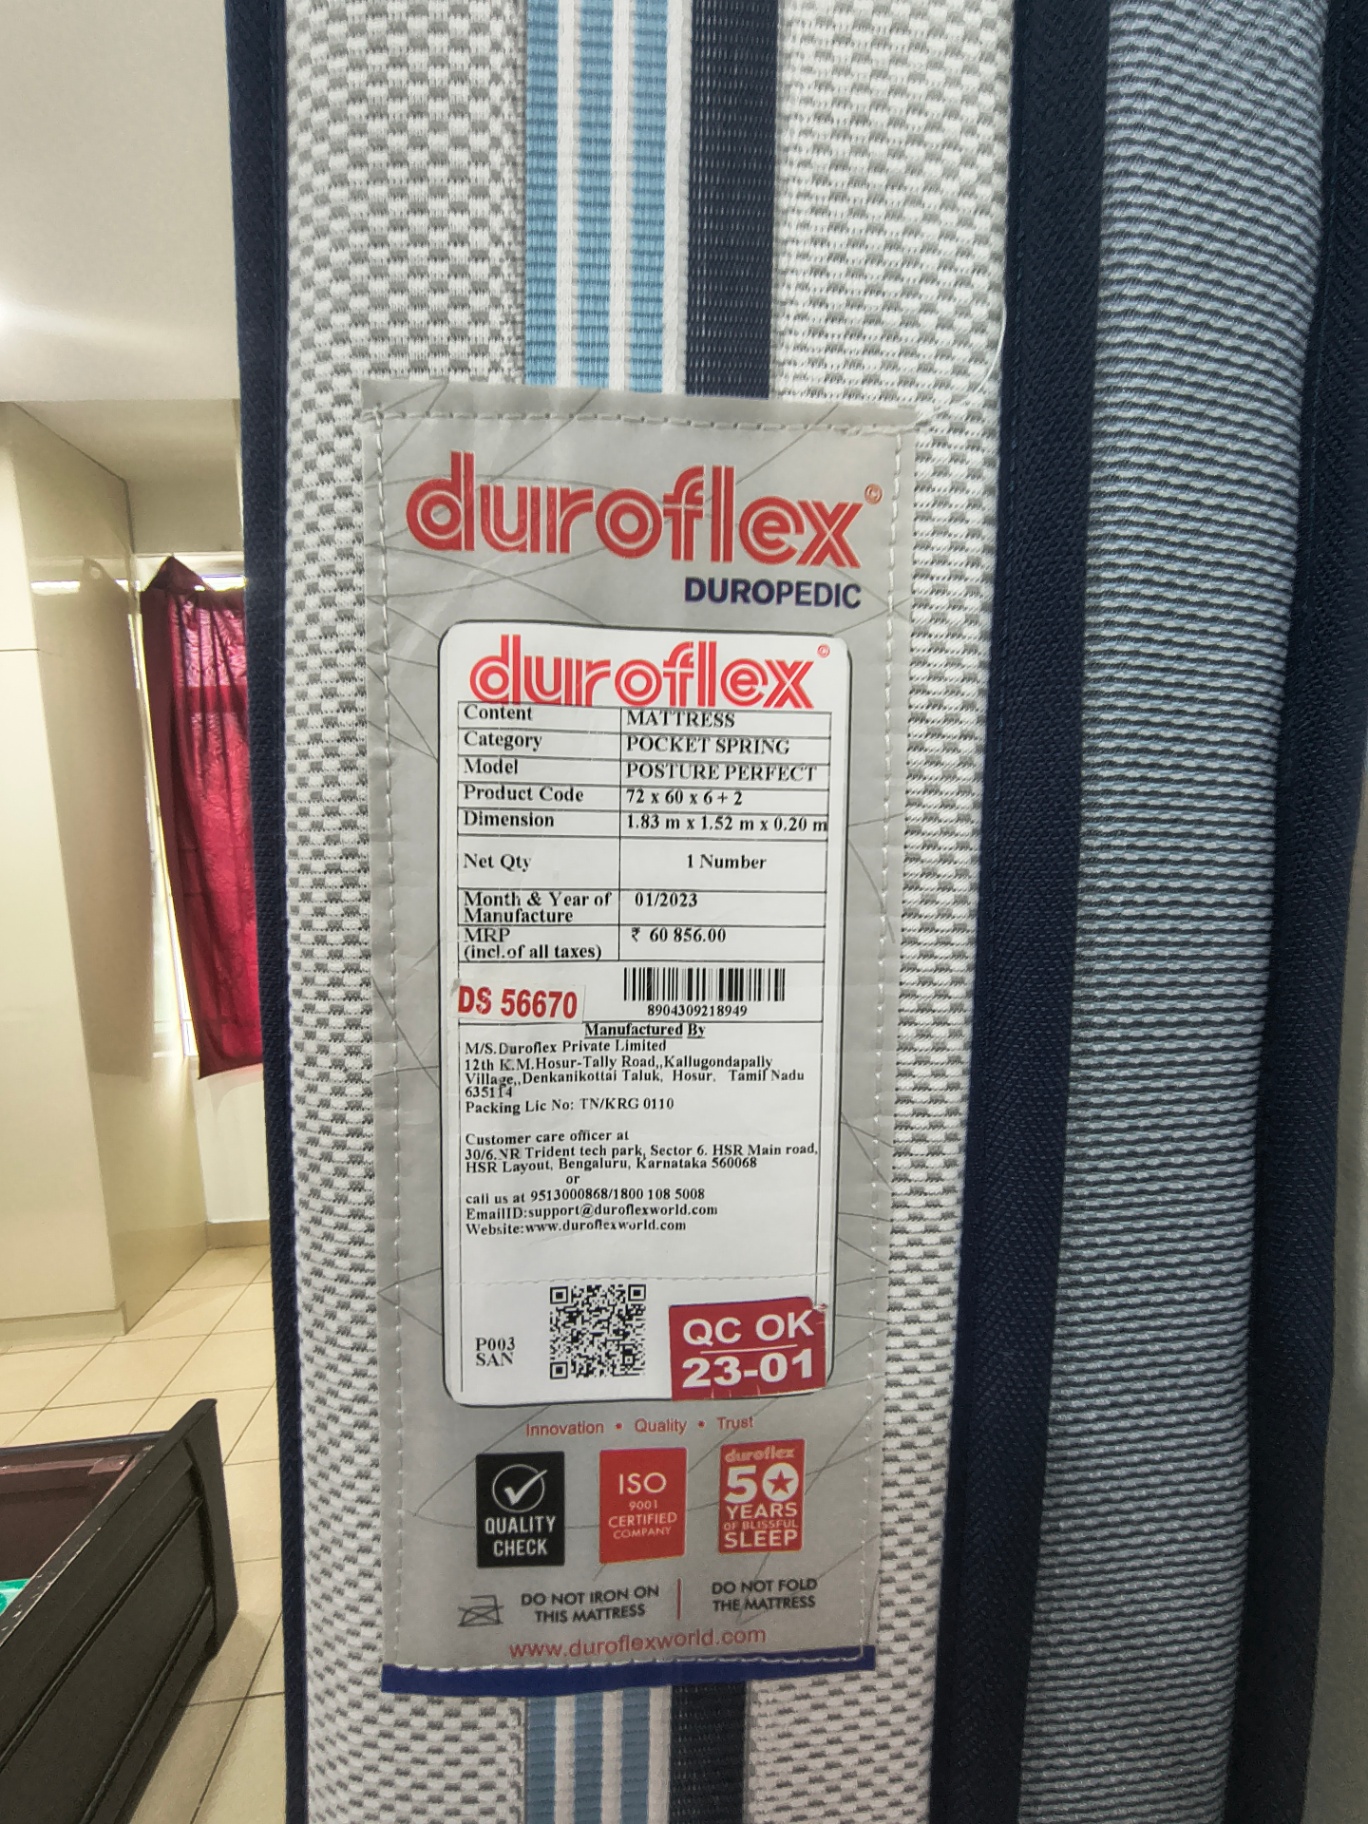 duroflex©
DUROPEDIC
duroflex©
Content MATTRESS
Category POCKET SPRING
Model POSTURE PERFECT
Product Code 72 x 60 x 6 + 2
Dimension 1.83 m x 1.52 m x 0.20 m
Net Qty 1 Number
Month & Year of 01/2023
Manufacture
MRP ₹ 60 856.00
(incl.of all taxes)
DS 56670
8904309218949
Manufactured By
M/S.Duroflex Private Limited
12th K.M.Hosur-Tally Road,,Kallugondapally
Village,,Denkanikottai Taluk, Hosur, Tamil Nadu
635114
Packing Lic No: TN/KRG 0110
Customer care officer at
30/6.NR Trident tech park, Sector 6. HSR Main road,
HSR Layout, Bengaluru, Karnataka 560068
or
call us at 9513000868/1800 108 5008
EmailID:support@duroflexworld.com
Website:www.duroflexworld.com
P003
SAN
QC OK
23-01
Innovation • Quality • Trust
QUALITY
CHECK
ISO
9001
CERTIFIED
COMPANY
duroflex
50
YEARS
OF BLISSFUL
SLEEP
DO NOT IRON ON
THIS MATTRESS
DO NOT FOLD
THE MATTRESS
www.duroflexworld.com